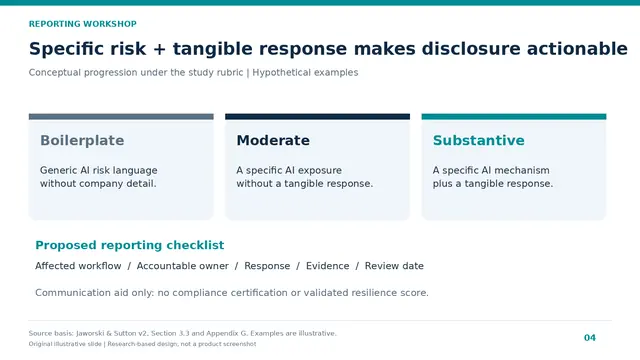 REPORTING WORKSHOP
Specific risk + tangible response makes disclosure actionable
Conceptual progression under the study rubric | Hypothetical examples
Boilerplate
Generic AI risk language
without company detail.
Moderate
A specific AI exposure
without a tangible response.
Substantive
A specific AI mechanism
plus a tangible response.
Proposed reporting checklist
Affected workflow / Accountable owner / Response / Evidence / Review date
Communication aid only: no compliance certification or validated resilience score.
Source basis: Jaworski & Sutton v2, Section 3.3 and Appendix G. Examples are illustrative.
Original illustrative slide | Research-based design, not a product screenshot
04